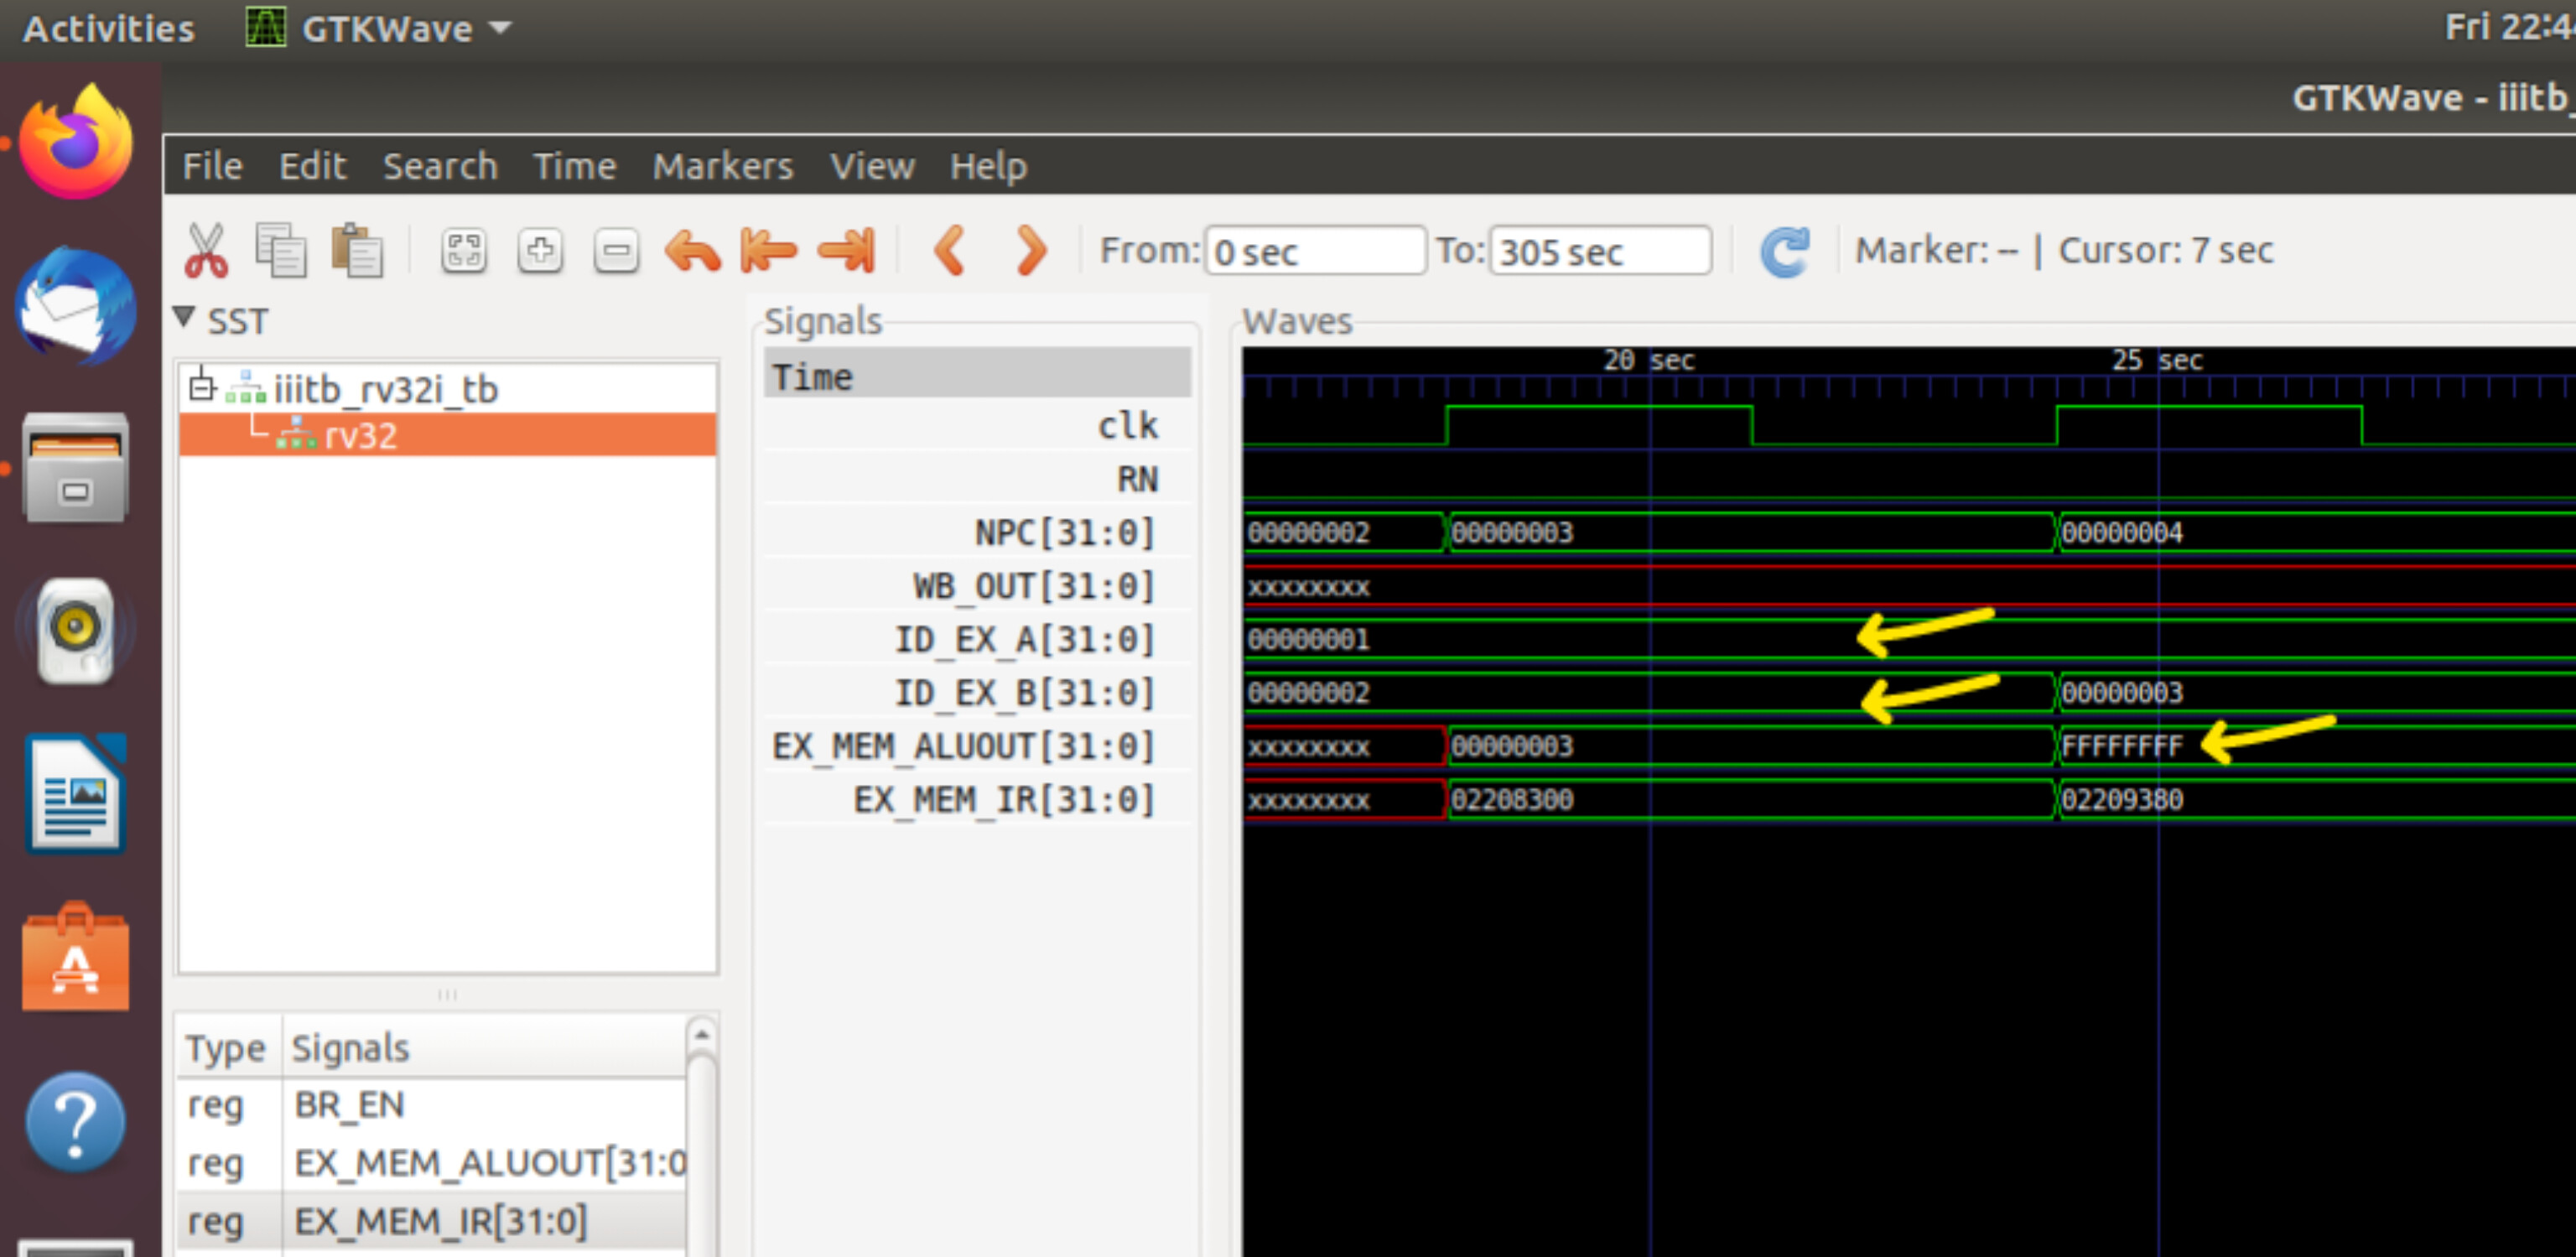 Activities GTKWave Fri 22:4
GTKWave - iiitb_
File Edit Search Time Markers View Help
From: 0 sec To: 305 sec Marker: -- | Cursor: 7 sec
SST
iiitb_rv32i_tb
rv32
Type Signals
reg BR_EN
reg EX_MEM_ALUOUT[31:0
reg EX_MEM_IR[31:0]
Signals
Time
clk
RN
NPC[31:0]
WB_OUT[31:0]
ID_EX_A[31:0]
ID_EX_B[31:0]
EX_MEM_ALUOUT[31:0]
EX_MEM_IR[31:0]
Waves
20 sec 25 sec
00000002 00000003 00000004
xxxxxxxx
00000001
00000002 00000003
xxxxxxxx 00000003 FFFFFFFF
xxxxxxxx 02208300 02209380